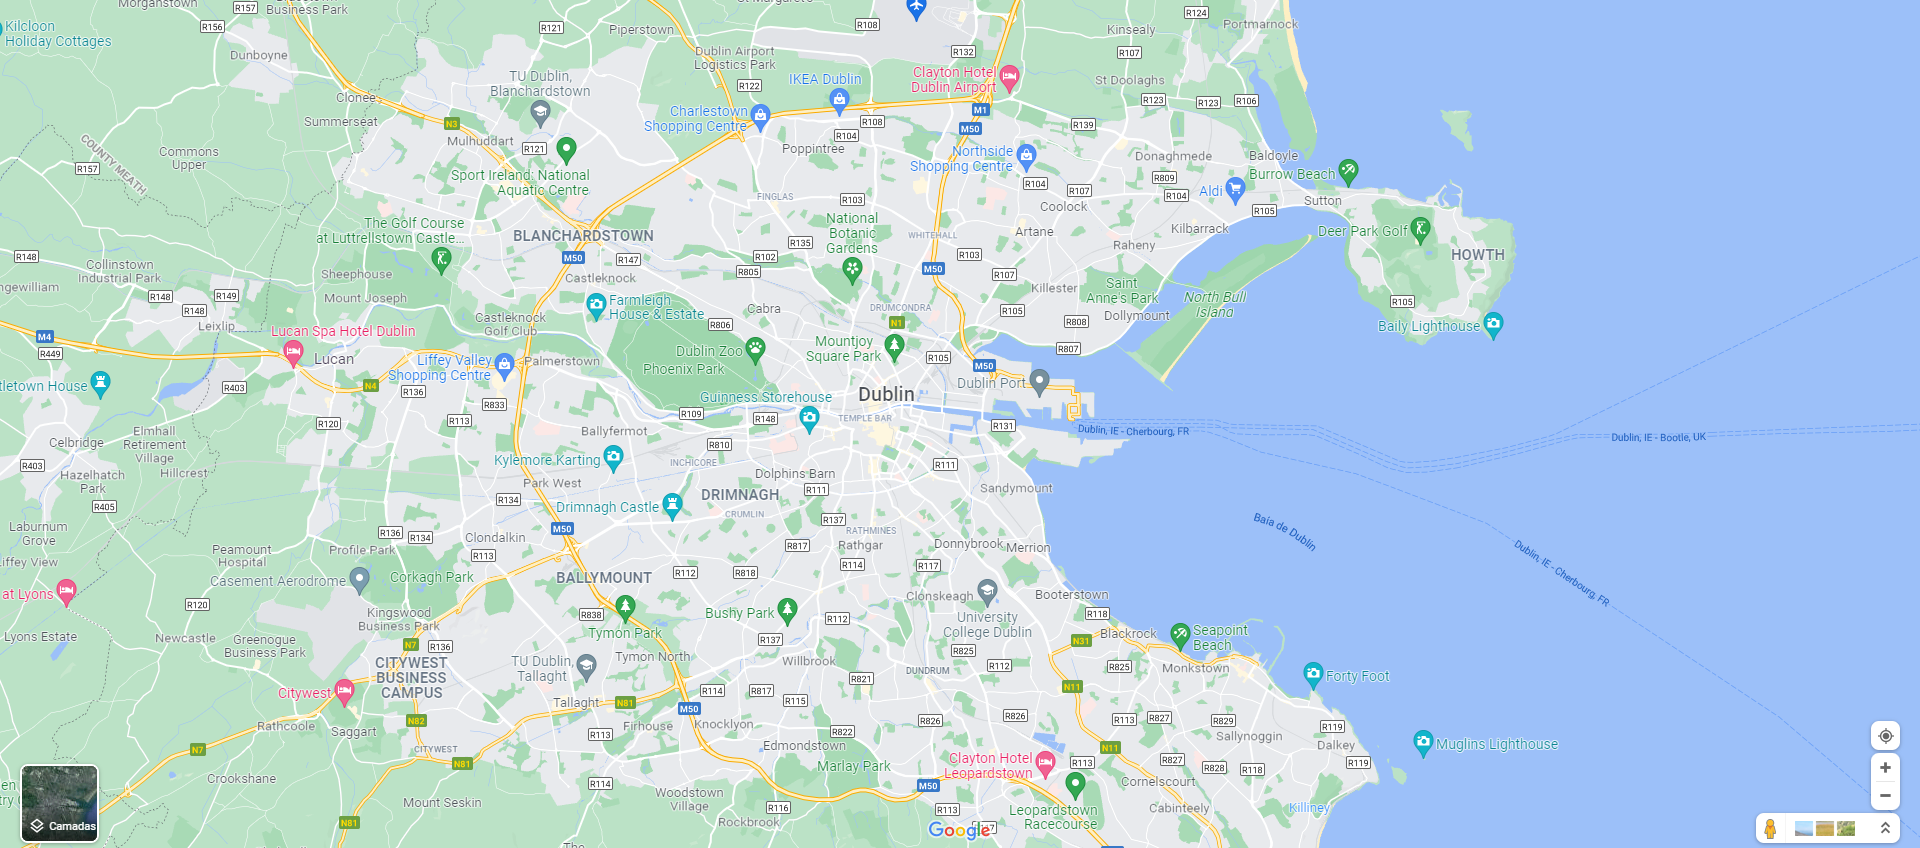 Kilcloon
Holiday Cottages
Business Park
R157
R156
Morganstown
Dunboyne
R121
Piperstown
R108
Dublin Airport
Logistics Park
R132
Kinsealy
R107
R124
Portmarnock
TU Dublin,
Blanchardstown
R122
IKEA Dublin
Clayton Hotel
Dublin Airport
St Doolaghs
R123
R123
R106
Clonee
Summerseat
N3
Mulhuddart
R121
Charlestown
Shopping Centre
R104
R108
M1
M50
R139
COUNTY MEATH
Commons
Upper
R157
Poppintree
Northside
Shopping Centre
Donaghmede
Baldoyle
Burrow Beach
Sport Ireland: National
Aquatic Centre
FINGLAS
R103
R104
R107
R809
R104
Aldi
R105
Sutton
Coolock
The Golf Course
at Luttrellstown Castle...
BLANCHARDSTOWN
National
Botanic
Gardens
WHITEHALL
Artane
Kilbarrack
Raheny
Deer Park Golf
HOWTH
R148
Collinstown
Industrial Park
Sheephouse
M50
R147
R102
R135
R805
R103
M50
R107
Castleknock
ngewilliam
R148
R149
R148
Mount Joseph
Farmleigh
House & Estate
Cabra
DRUMCONDRA
Killester
Saint
Anne's Park
North Bull
Island
R105
Leixlip
Castleknock
Golf Club
R806
N1
R105
R808
Dollymount
Baily Lighthouse
M4
R449
Lucan Spa Hotel Dublin
Lucan
Liffey Valley
Shopping Centre
Palmerstown
Dublin Zoo
Phoenix Park
Mountjoy
Square Park
R105
R807
M50
tletown House
R403
N4
R136
R833
Guinness Storehouse
Dublin
Dublin Port
R120
R113
R109
R148
TEMPLE BAR
R131
Dublin, IE - Cherbourg, FR
Dublin, IE - Bootle, UK
Celbridge
Elmhall
Retirement
Village
Ballyfermot
R810
R403
Hazelhatch
Park
Hillcrest
Kylemore Karting
INCHICORE
R111
Park West
Dolphins Barn
DRIMNAGH
R111
Sandymount
R405
R134
Drimnagh Castle
CRUMLIN
R137
Laburnum
Grove
R136
R134
M50
Clondalkin
RATHMINES
Baia de Dublin
Peamount
Hospital
Profile Park
R113
R817
Rathgar
Donnybrook
Merrion
Dublin, IE - Cherbourg, FR
iffey View
Casement Aerodrome
Corkagh Park
BALLYMOUNT
R112
R818
R114
R117
at Lyons
R120
Kingswood
Business Park
R838
Bushy Park
Clonskeagh
Booterstown
R112
University
College Dublin
R118
Lyons Estate
Newcastle
Greenogue
Business Park
N7
R136
Tymon Park
R137
N31
Blackrock
Seapoint
Beach
CITYWEST
BUSINESS
CAMPUS
TU Dublin,
Tallaght
Tymon North
Willbrook
R825
DUNDRUM
R112
R825
Monkstown
Forty Foot
R821
Citywest
Tallaght
N81
R114
R817
R115
N11
Rathcoole
N82
M50
Firhouse
Knocklyon
R826
R826
R113
R827
R829
R119
Saggart
CITYWEST
R113
R822
Sallynoggin
Dalkey
Muglins Lighthouse
N7
N81
Edmondstown
N11
R119
Marlay Park
Clayton Hotel
Leopardstown
R113
R827
R828
R118
Crookshane
R114
M50
Cornelscourt
Mount Seskin
Woodstown
Village
R116
R113
Leopardstown
Racecourse
Cabinteely
Killiney
N81
Rockbrook
Google
The
Camadas